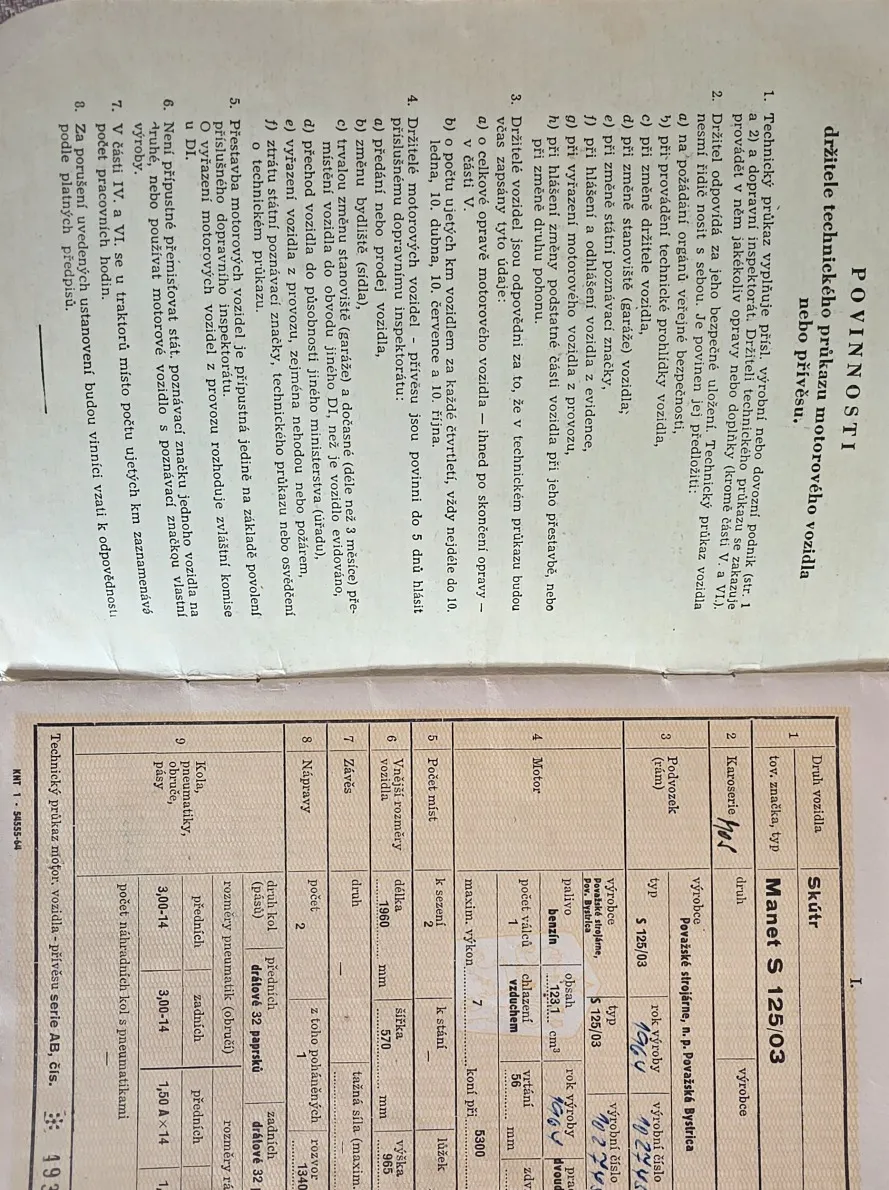 POVINNOSTI
držitele technického průkazu motorového vozidla
nebo přívěsu.
1. Technický průkaz vyplňuje přísl. výrobní nebo dovozní podnik (str. 1
a 2) a dopravní inspektorát. Držiteli technického průkazu se zakazuje
provádět v něm jakékoliv opravy nebo doplňky (kromě části V. a VI.).
2. Držitel odpovídá za jeho bezpečné uložení. Technický průkaz vozidla
nesmí řidič nosit s sebou. Je povinen jej předložiti:
a) na požádání orgánů veřejné bezpečnosti,
b) při provádění technické prohlídky vozidla,
c) při změně držitele vozidla,
d) při změně stanoviště (garáže) vozidla,
e) při změně státní poznávací značky,
f) při hlášení a odhlášení vozidla z evidence,
g) při vyřazení motorového vozidla z provozu,
h) při hlášení změny podstatné části vozidla při jeho přestavbě, nebo
při změně druhu pohonu.
3. Držitelé vozidel jsou odpovědni za to, že v technickém průkazu budou
včas zapsány tyto údaje:
a) o celkové opravě motorového vozidla — ihned po skončení opravy —
v části V.
b) o počtu ujetých km vozidlem za každé čtvrtletí, vždy nejdéle do 10.
ledna, 10. dubna, 10. července a 10. října.
4. Držitelé motorových vozidel - přívěsu jsou povinni do 5 dnů hlásit
příslušnému dopravnímu inspektorátu:
a) předání nebo prodej vozidla,
b) změnu bydliště (sídla),
c) trvalou změnu stanoviště (garáže) a dočasné (déle než 3 měsíce) pře-
místění vozidla do obvodu jiného DI, než je vozidlo evidováno,
d) přechod vozidla do působnosti jiného ministerstva (úřadu),
e) vyřazení vozidla z provozu, zejména nehodou nebo požárem,
f) ztrátu státní poznávací značky, technického průkazu nebo osvědčení
o technickém průkazu.
5. Přestavba motorových vozidel je přípustná jedině na základě povolení
příslušného dopravního inspektorátu.
O vyřazení motorových vozidel z provozu rozhoduje zvláštní komise
u DI.
6. Není přípustné přemisťovat stát. poznávací značku jednoho vozidla na
druhé, nebo používat motorové vozidlo s poznávací značkou vlastní
výroby.
7. V části IV. a VI. se u traktorů místo počtu ujetých km zaznamenává
počet pracovních hodin.
8. Za porušení uvedených ustanovení budou vinníci vzati k odpovědnosti
podle platných předpisů.
I.
1 Druh vozidla Skútr
tov. značka, typ Manet S 125/03
2 Karoserie druh výrobce
3 Podvozek (rám) výrobce Považské strojárne, n. p. Považská Bystrica
typ S 125/03 rok výroby 1964 výrobní číslo
4 Motor výrobce Považské strojárne, Pov. Bystrica typ S 125/03 výrobní číslo
palivo benzín obsah 123,1 cm³ rok výroby 1964
počet válců 1 chlazení vzduchem vrtání 56 mm zdv
maxim. výkon 7 koní při 5300
5 Počet míst k sezení 2 k stání — lůžek
6 Vnější rozměry vozidla délka 1960 mm šířka 570 mm výška 965
7 Závěs druh — tažná síla (maxim.
8 Nápravy počet 2 z toho poháněných 1 rozvor 1340
9 Kola, pneumatiky, obruče, pásy
druh kol (pásů) předních drátové 32 paprsků zadních drátové 32 p
rozměry pneumatik (obručí) rozměry rá
předních zadních předních
3,00-14 3,00-14 1,50 A×14 1,
počet náhradních kol s pneumatikami —
Technický průkaz motor. vozidla - přívěsu serie AB, čís.
KNT 1 - 54555-64